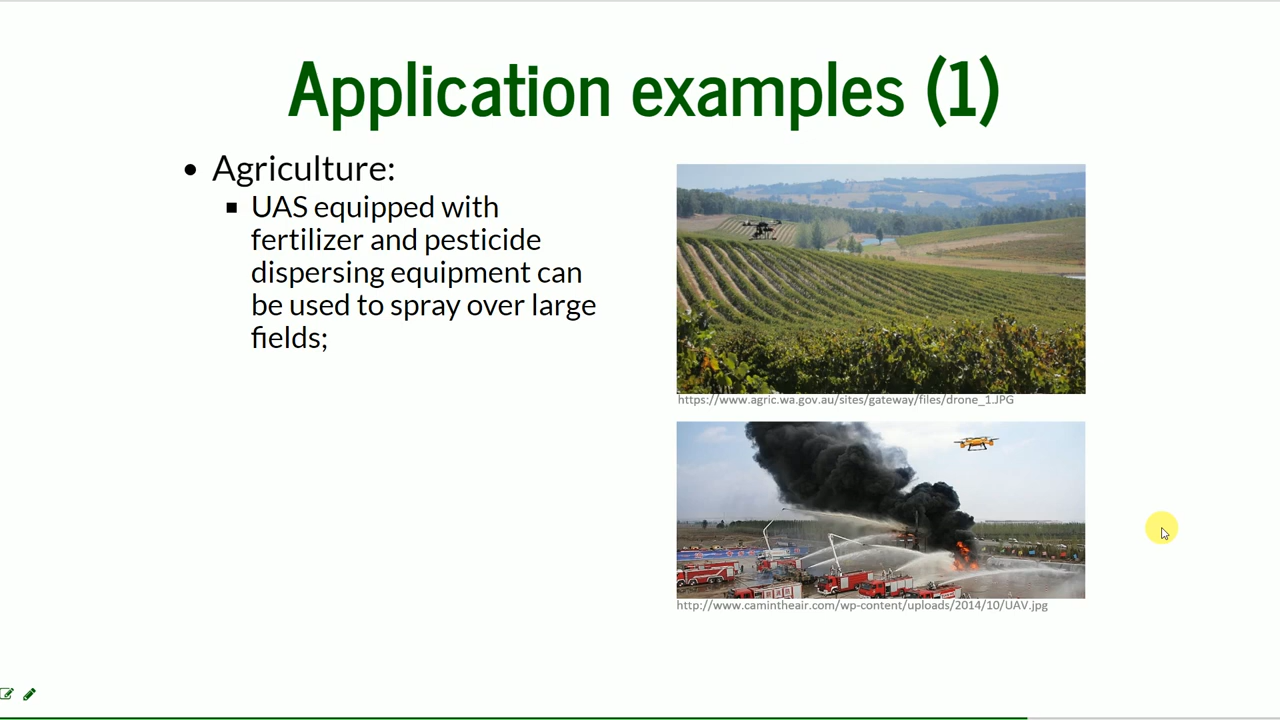 Application examples (1)
Agriculture:
UAS equipped with
fertilizer and pesticide
dispersing equipment can
be used to spray over large
fields;
https://www.agric.wa.gov.au/sites/gateway/files/drone_1.JPG
http://www.camintheair.com/wp-content/uploads/2014/10/UAV.jpg